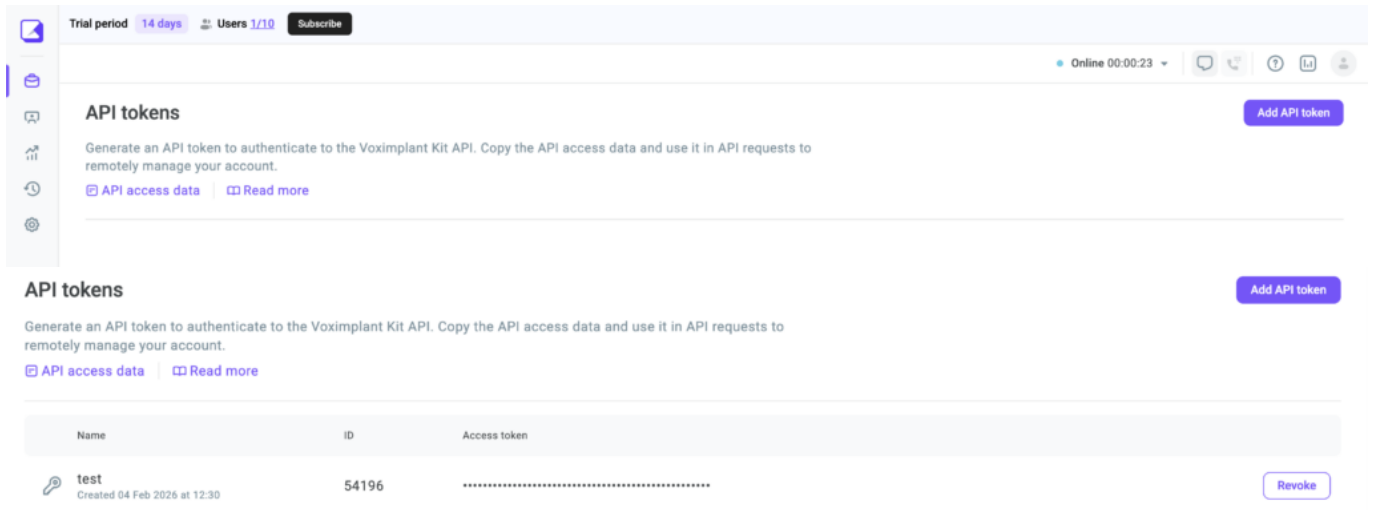 Trial period 14 days Users 1/10 Subscribe
Online 00:00:23
API tokens
Add API token
Generate an API token to authenticate to the Voximplant Kit API. Copy the API access data and use it in API requests to
remotely manage your account.
API access data Read more
API tokens
Add API token
Generate an API token to authenticate to the Voximplant Kit API. Copy the API access data and use it in API requests to
remotely manage your account.
API access data Read more
Name ID Access token
test
Created 04 Feb 2026 at 12:30
54196 ••••••••••••••••••••••••••••••••••••••••••••••••••
Revoke